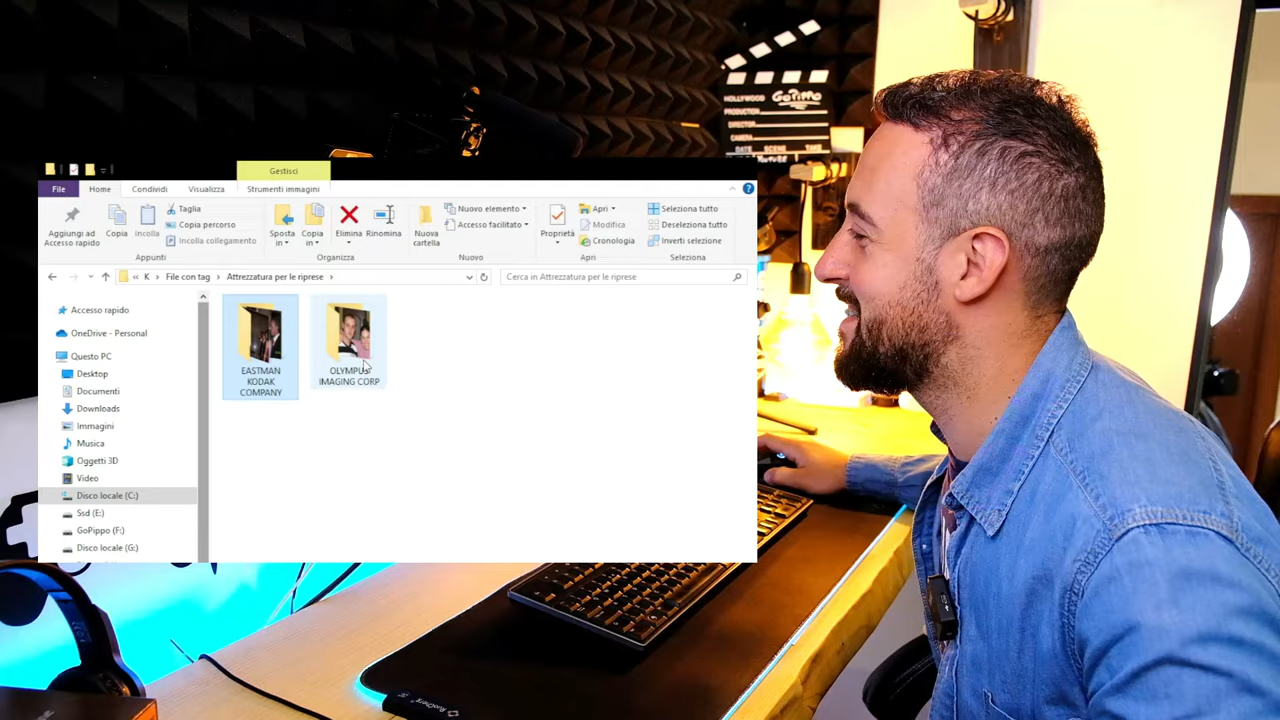 HOLLYWOOD GoPippo
PRODUCTION
DIRECTOR
CAMERA
DATE SCENE TAKE
Gestisci
File Home Condividi Visualizza Strumenti immagini
Aggiungi ad
Accesso rapido
Copia
Incolla
Taglia
Copia percorso
Incolla collegamento
Appunti
Sposta
in
Copia
in
Elimina
Rinomina
Organizza
Nuova
cartella
Nuovo elemento
Accesso facilitato
Nuovo
Proprietà
Apri
Modifica
Cronologia
Apri
Seleziona tutto
Deseleziona tutto
Inverti selezione
Selezione
« K › File con tag › Attrezzatura per le riprese ›
Cerca in Attrezzatura per le riprese
Accesso rapido
OneDrive - Personal
Questo PC
Desktop
Documenti
Downloads
Immagini
Musica
Oggetti 3D
Video
Disco locale (C:)
Ssd (E:)
GoPippo (F:)
Disco locale (G:)
EASTMAN
KODAK
COMPANY
OLYMPUS
IMAGING CORP